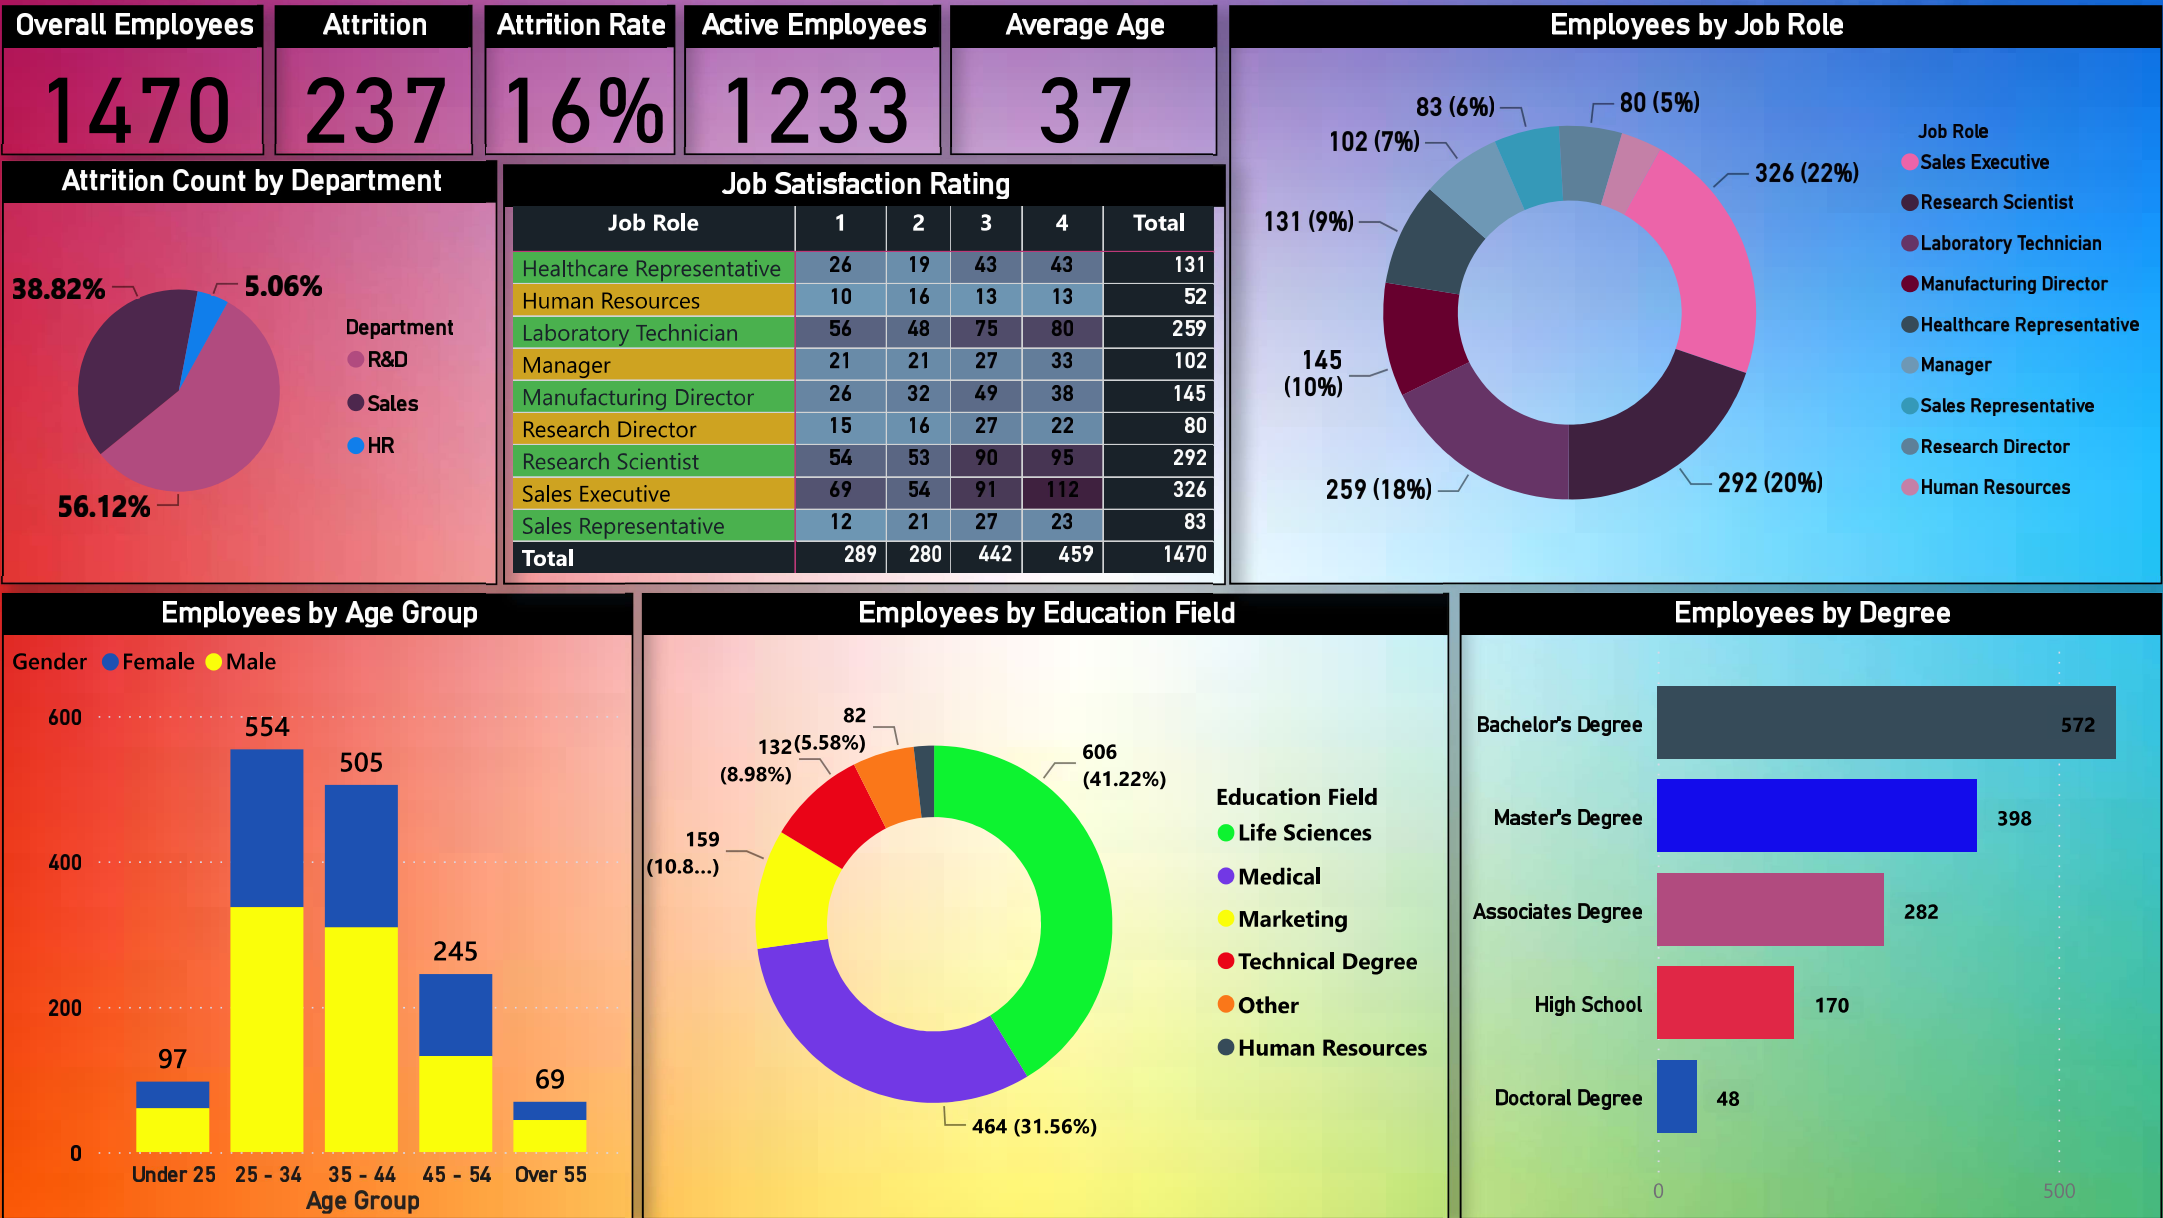 Overall Employees
1470
Attrition
237
Attrition Rate
16%
Active Employees
1233
Average Age
37
Attrition Count by Department
38.82%
5.06%
56.12%
Department
R&D
Sales
HR
Job Satisfaction Rating
Job Role 1 2 3 4 Total
Healthcare Representative 26 19 43 43 131
Human Resources 10 16 13 13 52
Laboratory Technician 56 48 75 80 259
Manager 21 21 27 33 102
Manufacturing Director 26 32 49 38 145
Research Director 15 16 27 22 80
Research Scientist 54 53 90 95 292
Sales Executive 69 54 91 112 326
Sales Representative 12 21 27 23 83
Total 289 280 442 459 1470
Employees by Job Role
83 (6%)
80 (5%)
102 (7%)
326 (22%)
131 (9%)
145
(10%)
259 (18%)
292 (20%)
Job Role
Sales Executive
Research Scientist
Laboratory Technician
Manufacturing Director
Healthcare Representative
Manager
Sales Representative
Research Director
Human Resources
Employees by Age Group
Gender Female Male
600
400
200
0
97
554
505
245
69
Under 25 25 - 34 35 - 44 45 - 54 Over 55
Age Group
Employees by Education Field
82
(5.58%)
132
(8.98%)
606
(41.22%)
159
(10.8...)
464 (31.56%)
Education Field
Life Sciences
Medical
Marketing
Technical Degree
Other
Human Resources
Employees by Degree
Bachelor's Degree 572
Master's Degree 398
Associates Degree 282
High School 170
Doctoral Degree 48
0 500